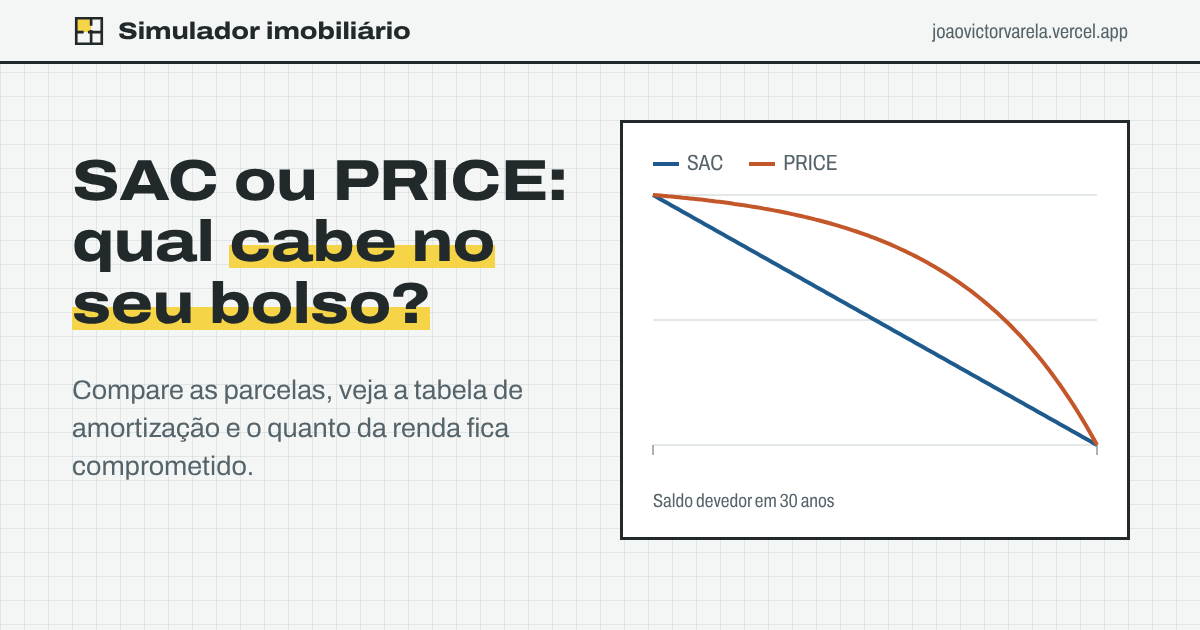 Simulador imobiliário
joaovictorvarela.vercel.app
SAC ou PRICE:
qual cabe no
seu bolso?
Compare as parcelas, veja a tabela de
amortização e o quanto da renda fica
comprometido.
SAC
PRICE
Saldo devedor em 30 anos